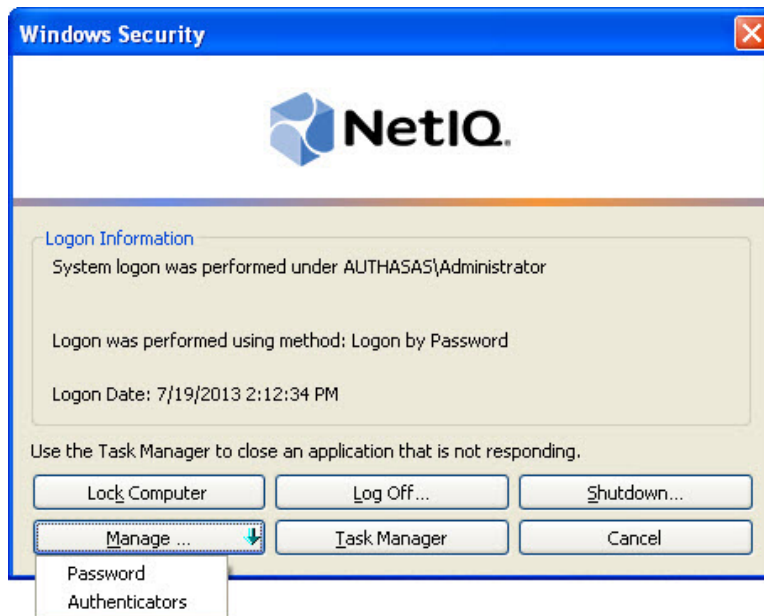 Windows Security
NetIQ.
Logon Information
System logon was performed under AUTHASAS\Administrator
Logon was performed using method: Logon by Password
Logon Date: 7/19/2013 2:12:34 PM
Use the Task Manager to close an application that is not responding.
Lock Computer
Log Off...
Shutdown...
Manage ...
Task Manager
Cancel
Password
Authenticators